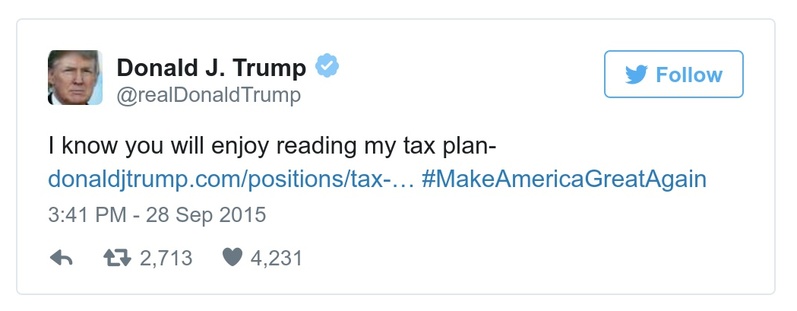 Donald J. Trump
@realDonaldTrump
Follow
I know you will enjoy reading my tax plan-
donaldjtrump.com/positions/tax-… #MakeAmericaGreatAgain
3:41 PM - 28 Sep 2015
2,713 4,231